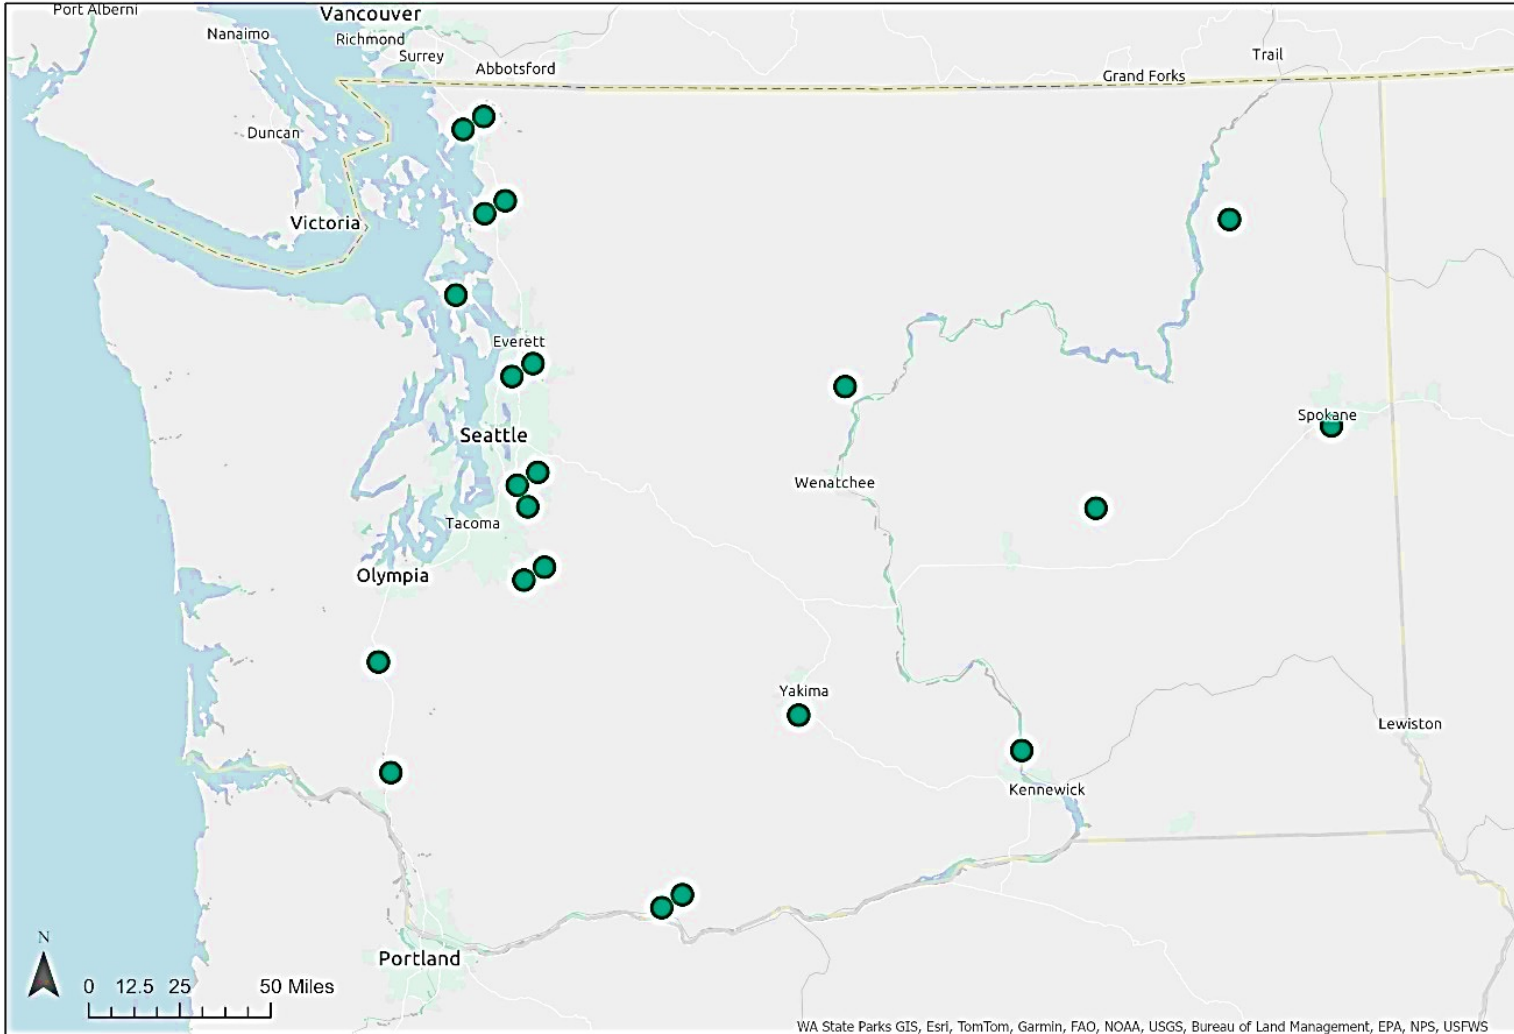 Port Alberni
Vancouver
Nanaimo
Richmond
Surrey
Abbotsford
Trail
Grand Forks
Duncan
Victoria
Everett
Spokane
Seattle
Wenatchee
Tacoma
Olympia
Yakima
Lewiston
Kennewick
N
Portland
0 12.5 25 50 Miles
WA State Parks GIS, Esri, TomTom, Garmin, FAO, NOAA, USGS, Bureau of Land Management, EPA, NPS, USFWS